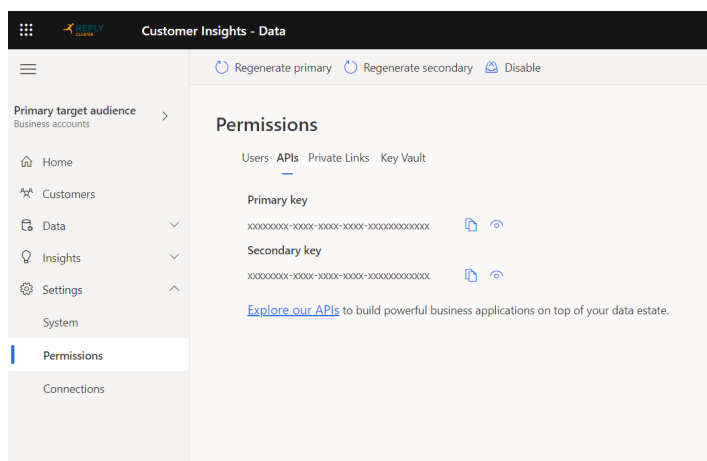 REPLY
CLUSTER
Customer Insights - Data
Regenerate primary
Regenerate secondary
Disable
Primary target audience
Business accounts
Home
Customers
Data
Insights
Settings
System
Permissions
Connections
Permissions
Users
APIs
Private Links
Key Vault
Primary key
xxxxxxxx-xxxx-xxxx-xxxx-xxxxxxxxxxxx
Secondary key
xxxxxxxx-xxxx-xxxx-xxxx-xxxxxxxxxxxx
Explore our APIs to build powerful business applications on top of your data estate.